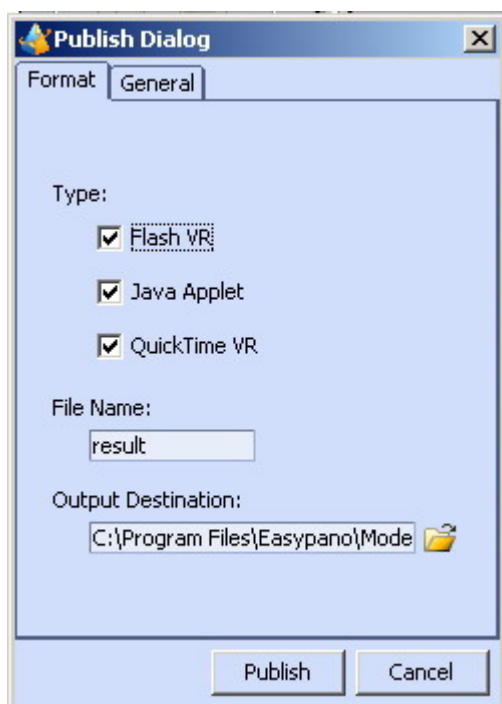 Publish Dialog
Format General
Type:
Flash VR
Java Applet
QuickTime VR
File Name:
result
Output Destination:
C:\Program Files\Easypano\Mode
Publish Cancel